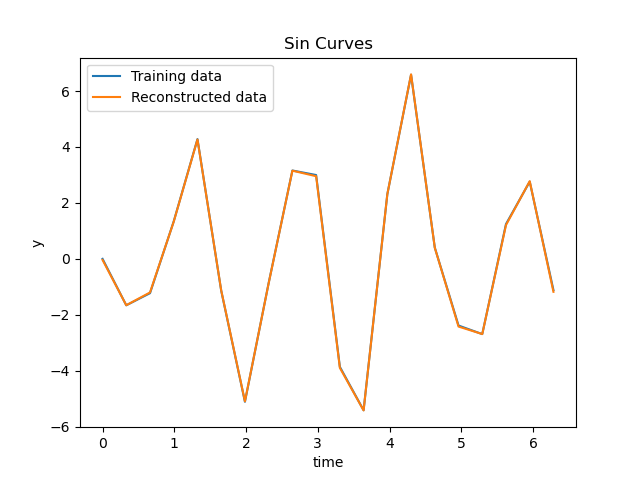 Sin Curves
Training data
Reconstructed data
6
4
2
0
−2
−4
−6
y
0 1 2 3 4 5 6
time